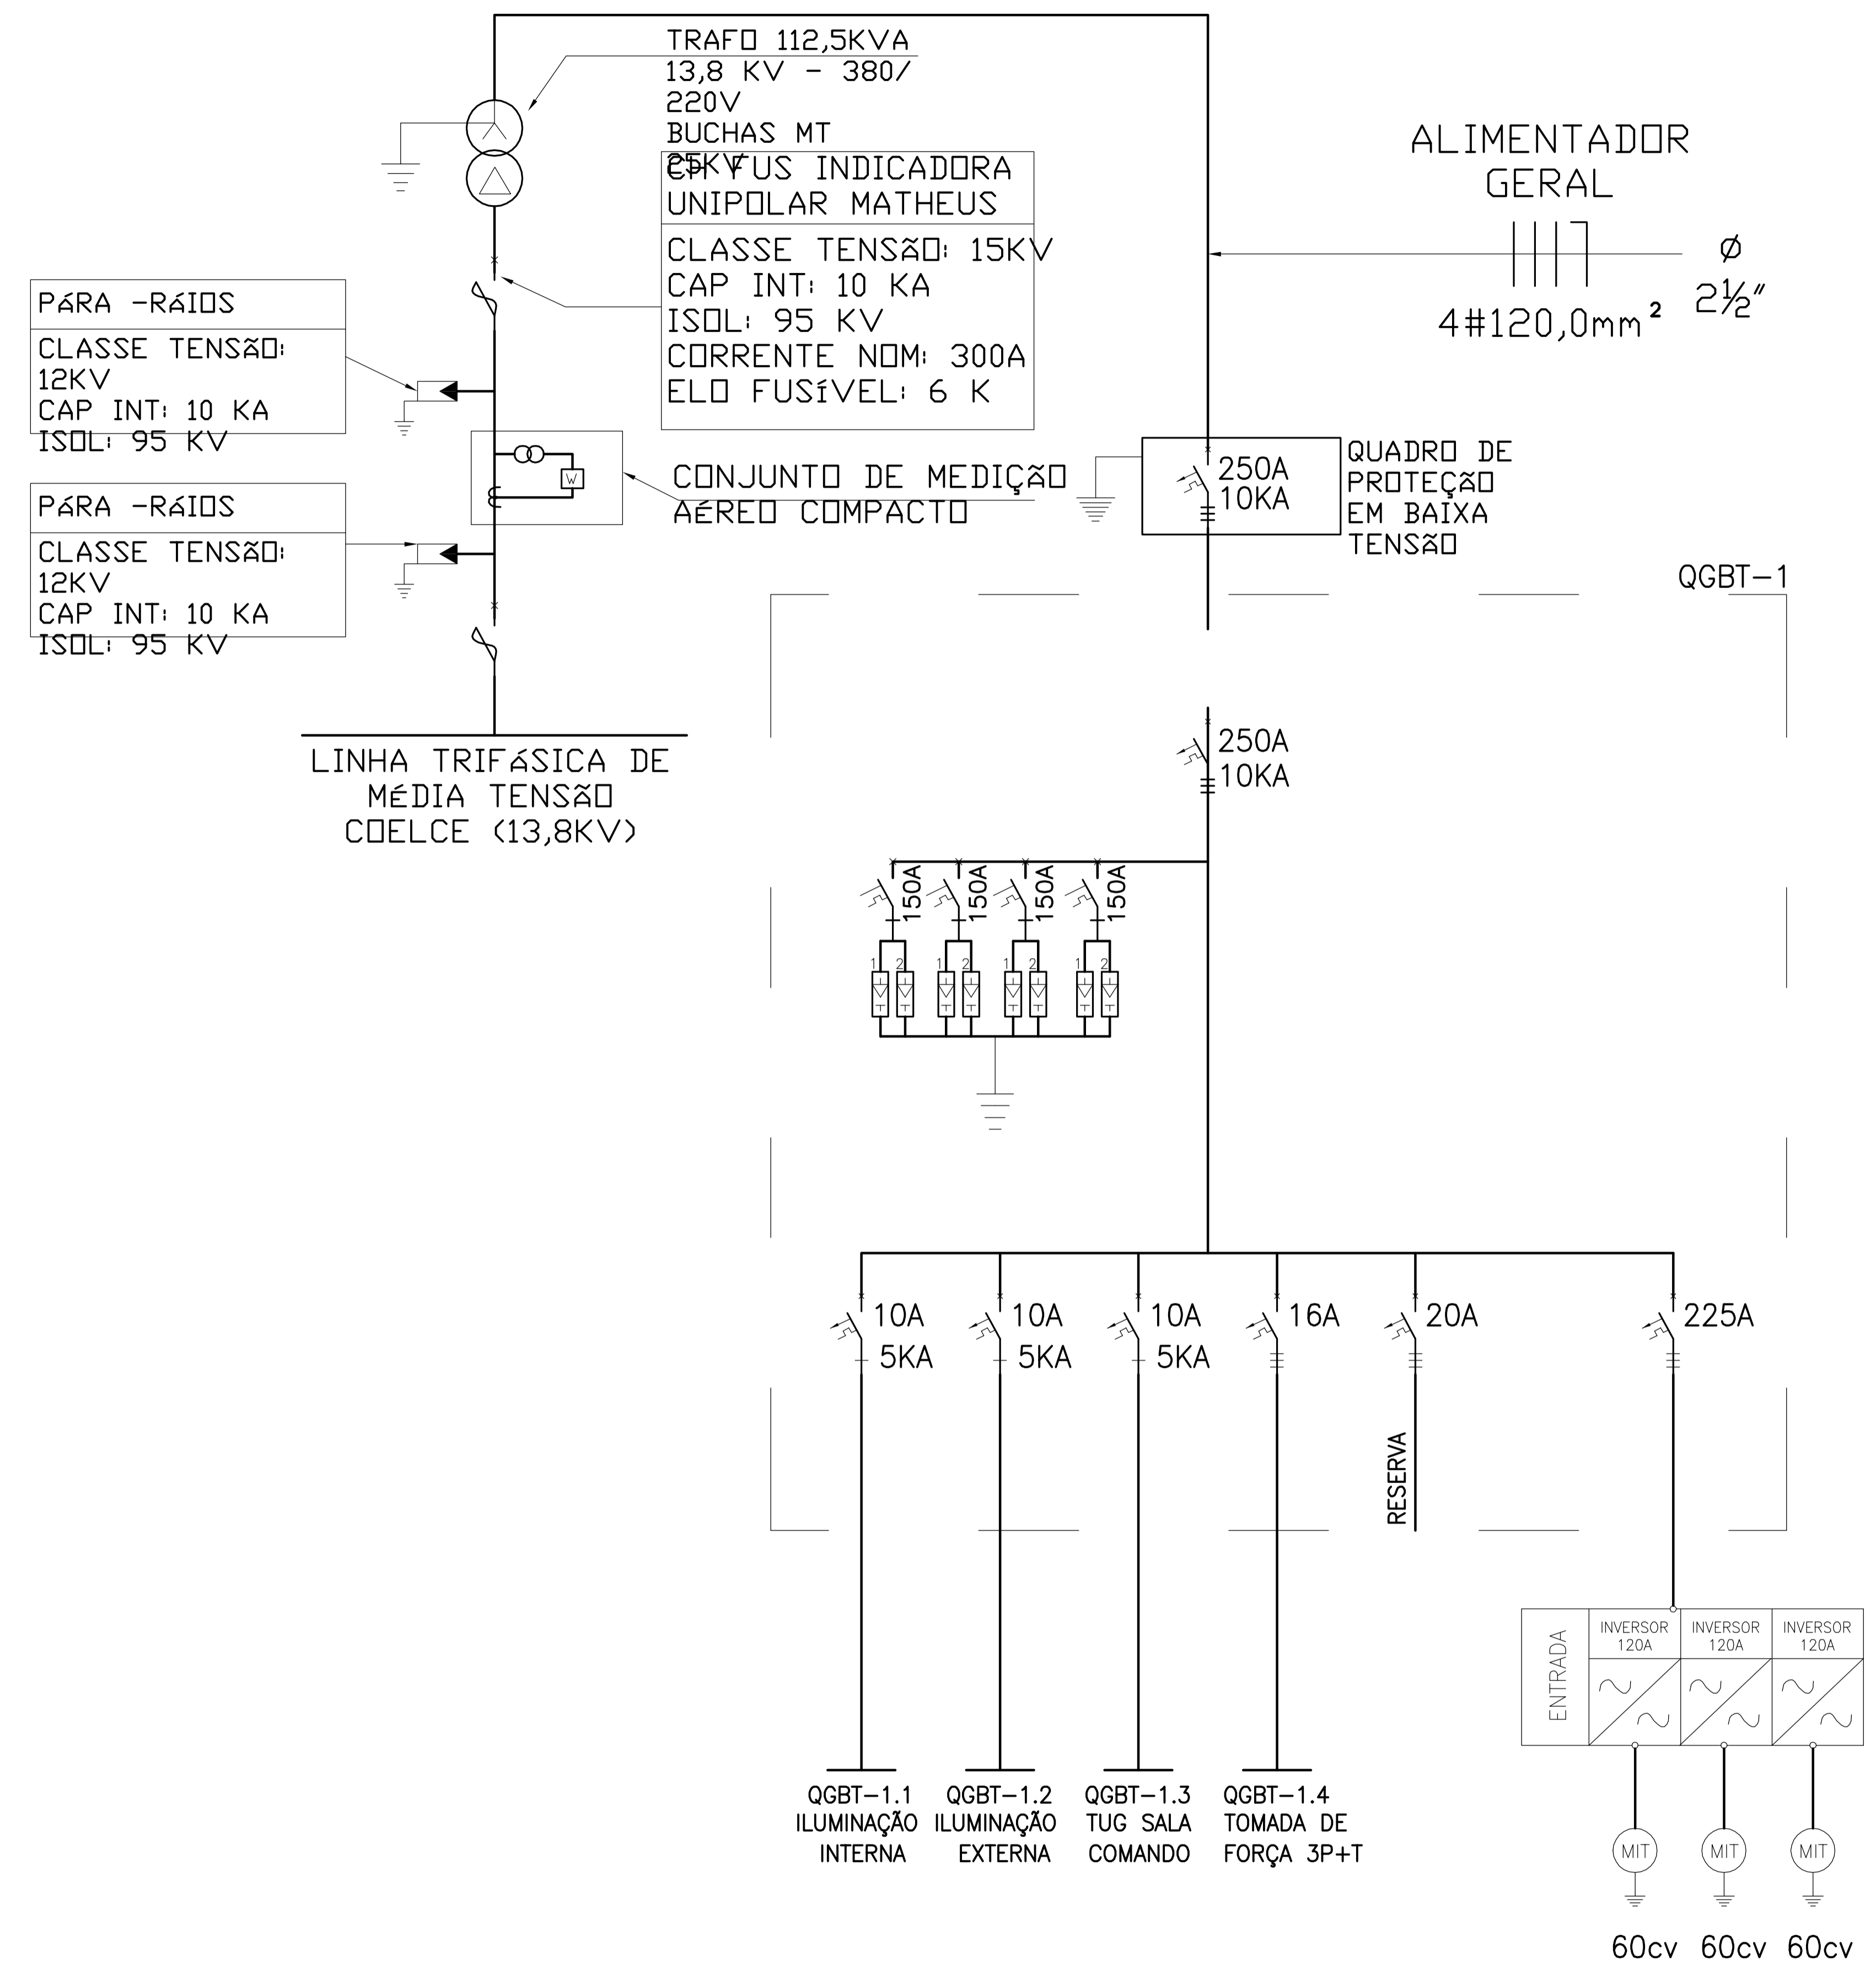 TRAFO 112,5KVA
13,8 KV - 380/
220V
BUCHAS MT
25KV
CH FUS INDICADORA
UNIPOLAR MATHEUS
CLASSE TENSÃO: 15KV
CAP INT: 10 KA
ISOL: 95 KV
CORRENTE NOM: 300A
ELO FUSíVEL: 6 K
ALIMENTADOR
GERAL
Ø
2½"
4#120,0mm²
PáRA -RáIOS
CLASSE TENSÃO:
12KV
CAP INT: 10 KA
ISOL: 95 KV
PáRA -RáIOS
CLASSE TENSÃO:
12KV
CAP INT: 10 KA
ISOL: 95 KV
W
CONJUNTO DE MEDIÇÃO
AÉREO COMPACTO
250A
10KA
QUADRO DE
PROTEÇÃO
EM BAIXA
TENSÃO
QGBT-1
LINHA TRIFáSICA DE
MÉDIA TENSÃO
COELCE (13,8KV)
250A
10KA
150A
150A
150A
150A
1 2 1 2 1 2 1 2
10A
5KA
10A
5KA
10A
5KA
16A
20A
225A
RESERVA
ENTRADA
INVERSOR
120A
INVERSOR
120A
INVERSOR
120A
QGBT-1.1
ILUMINAÇÃO
INTERNA
QGBT-1.2
ILUMINAÇÃO
EXTERNA
QGBT-1.3
TUG SALA
COMANDO
QGBT-1.4
TOMADA DE
FORÇA 3P+T
MIT MIT MIT
60cv 60cv 60cv